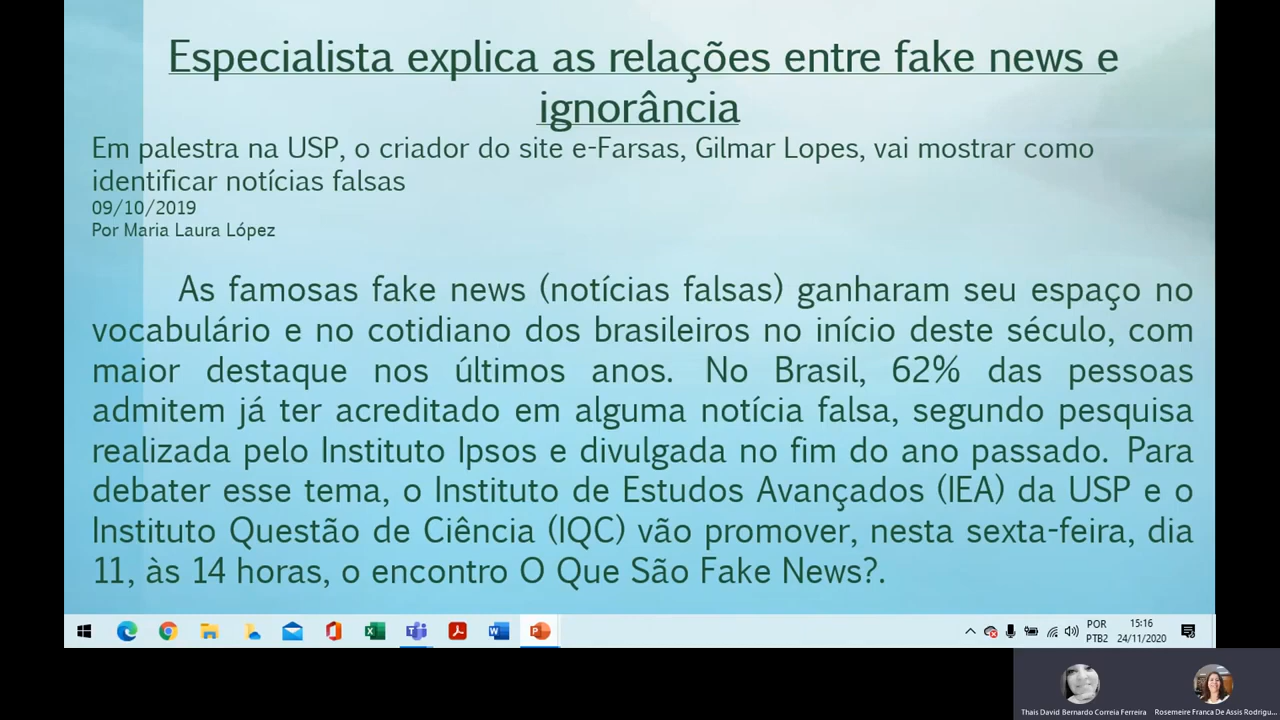 Especialista explica as relações entre fake news e
ignorância
Em palestra na USP, o criador do site e-Farsas, Gilmar Lopes, vai mostrar como
identificar notícias falsas
09/10/2019
Por Maria Laura López
As famosas fake news (notícias falsas) ganharam seu espaço no
vocabulário e no cotidiano dos brasileiros no início deste século, com
maior destaque nos últimos anos. No Brasil, 62% das pessoas
admitem já ter acreditado em alguma notícia falsa, segundo pesquisa
realizada pelo Instituto Ipsos e divulgada no fim do ano passado. Para
debater esse tema, o Instituto de Estudos Avançados (IEA) da USP e o
Instituto Questão de Ciência (IQC) vão promover, nesta sexta-feira, dia
11, às 14 horas, o encontro O Que São Fake News?.
POR
PTB2
15:16
24/11/2020
Thais David Bernardo Correia Ferreira
Rosemeire Franca De Assis Rodrigu...